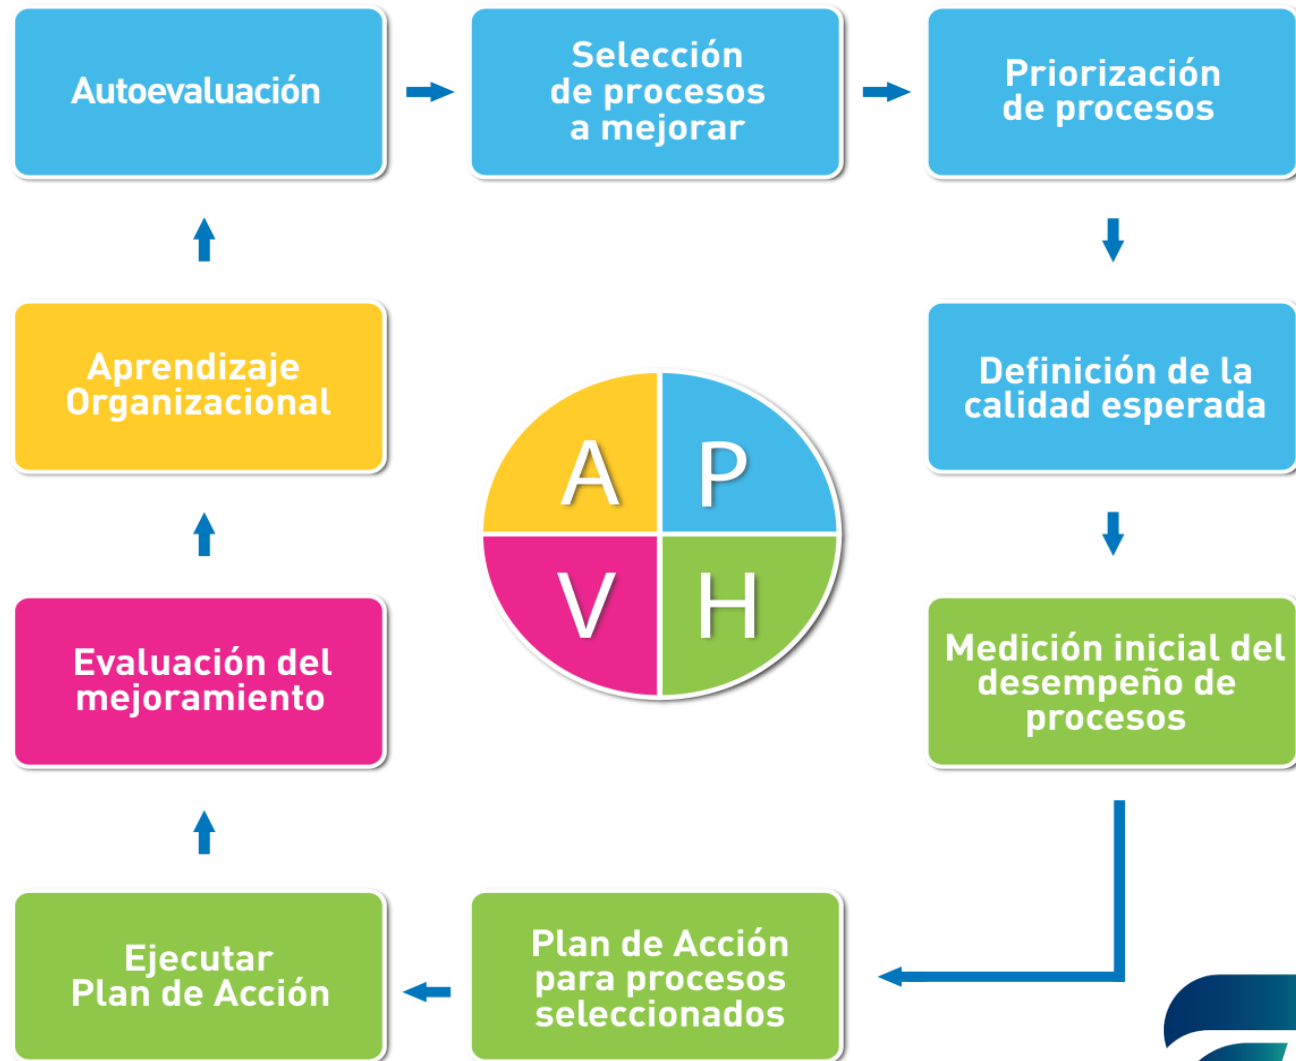 Autoevaluación
Selección
de procesos
a mejorar
Priorización
de procesos
Aprendizaje
Organizacional
Definición de la
calidad esperada
A
P
V
H
Evaluación del
mejoramiento
Medición inicial del
desempeño de
procesos
Ejecutar
Plan de Acción
Plan de Acción
para procesos
seleccionados